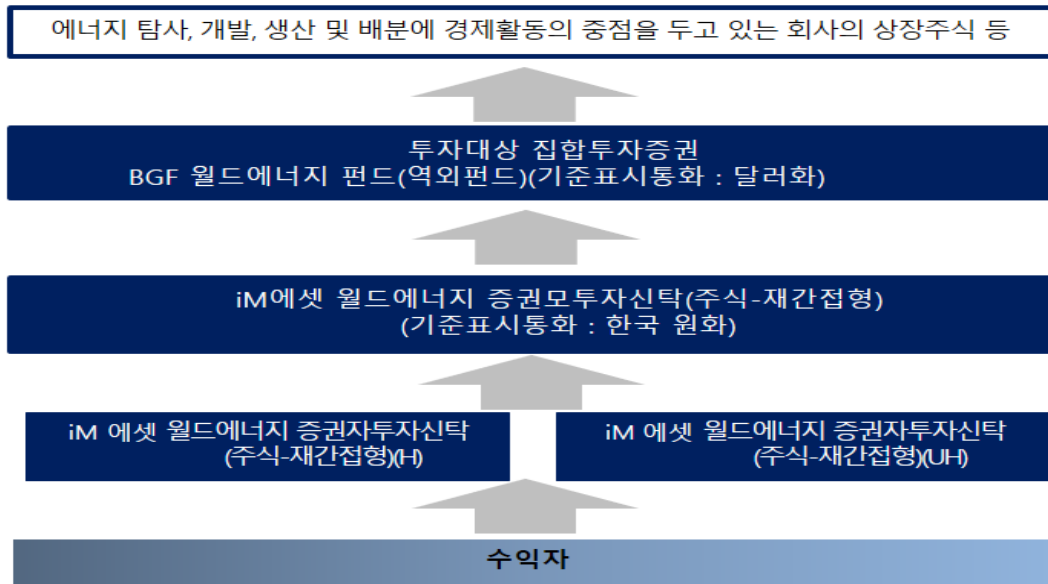 에너지 탐사, 개발, 생산 및 배분에 경제활동의 중점을 두고 있는 회사의 상장주식 등
투자대상 집합투자증권
BGF 월드에너지 펀드(역외펀드)(기준표시통화 : 달러화)
iM에셋 월드에너지 증권모투자신탁(주식-재간접형)
(기준표시통화 : 한국 원화)
iM 에셋 월드에너지 증권자투자신탁
(주식-재간접형)(H)
iM 에셋 월드에너지 증권자투자신탁
(주식-재간접형)(UH)
수익자